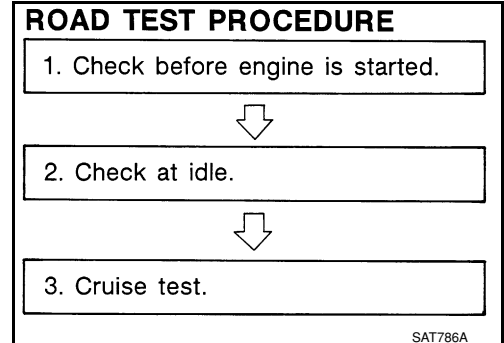 ROAD TEST PROCEDURE
1. Check before engine is started.
2. Check at idle.
3. Cruise test.
SAT786A